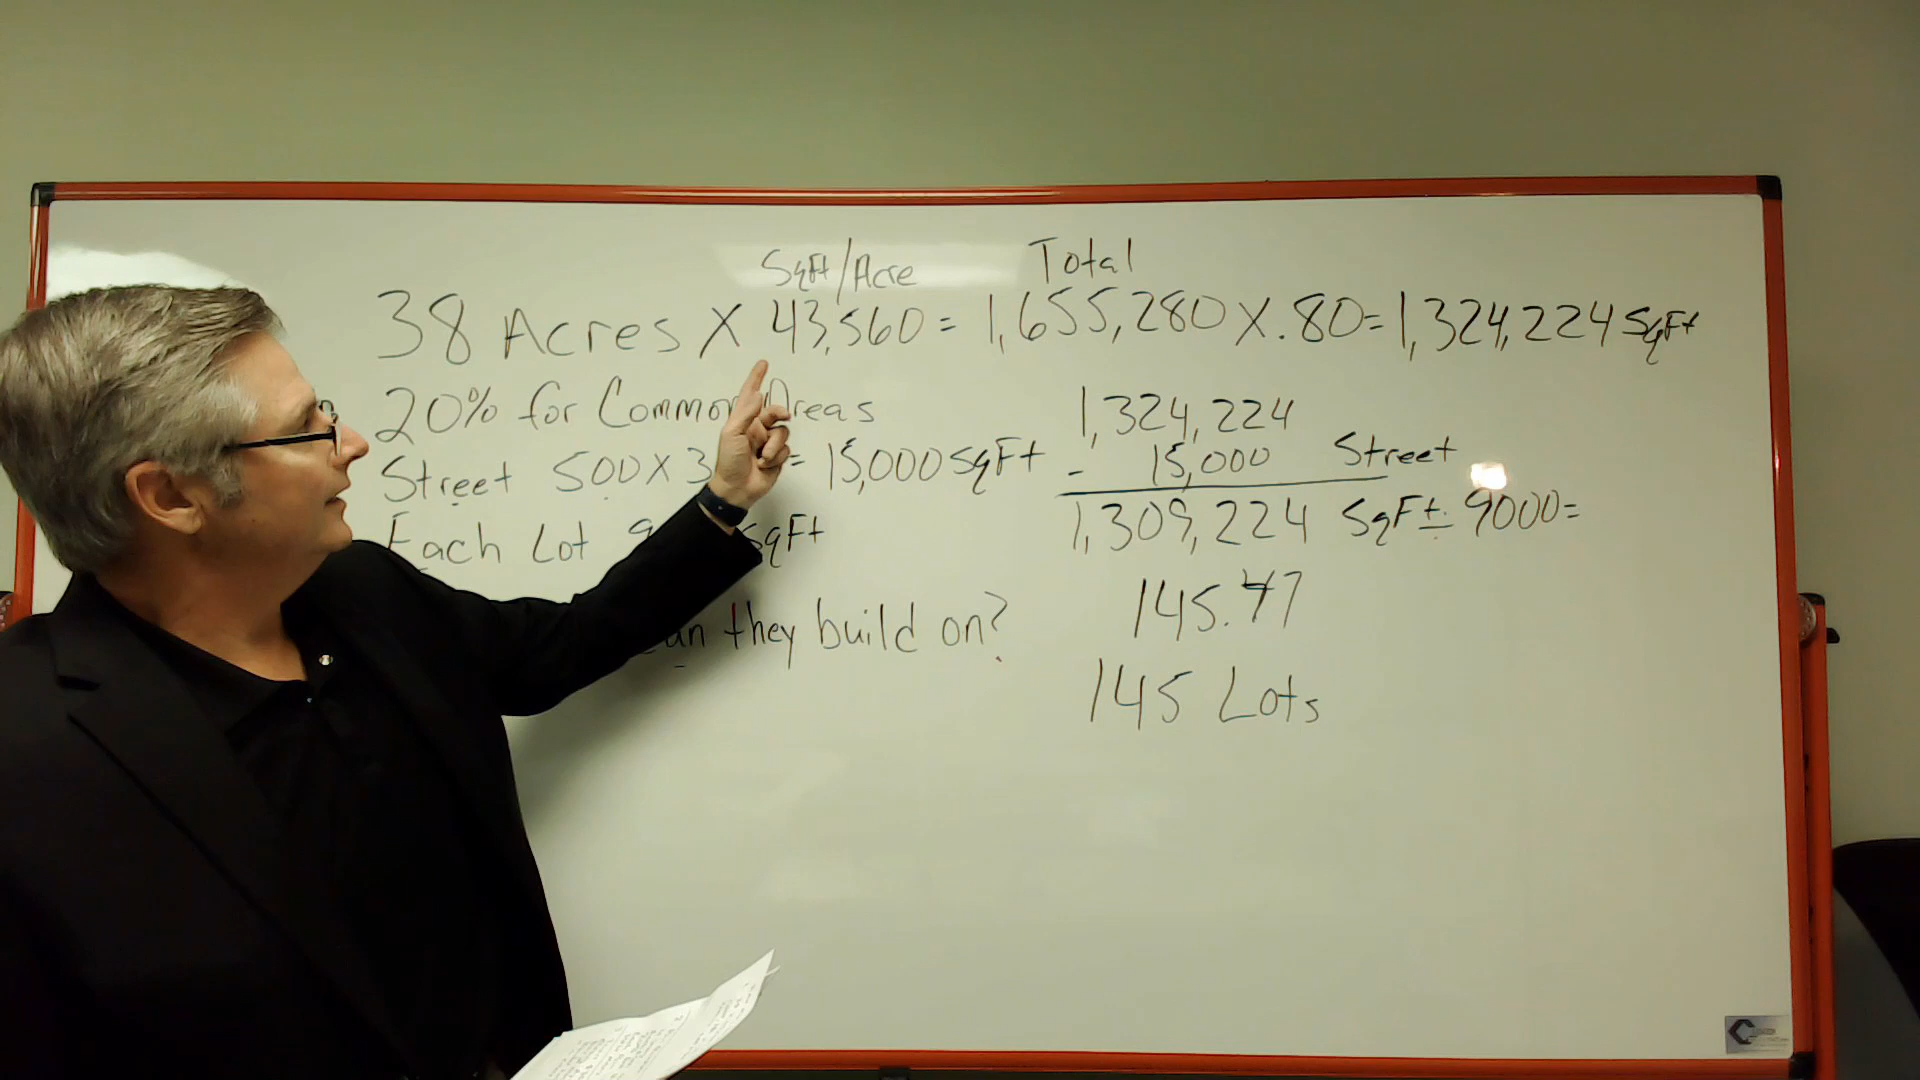 SqFt/Acre Total
38 Acres X 43,560 = 1,655,280 X .80 = 1,324,224 SqFt
20% for Common Areas
Street 500 X 3 = 15,000 SqFt
Each Lot 9 SqFt
can they build on?
1,324,224
- 15,000 Street
1,309,224 SqFt ÷ 9000 =
145.47
145 Lots